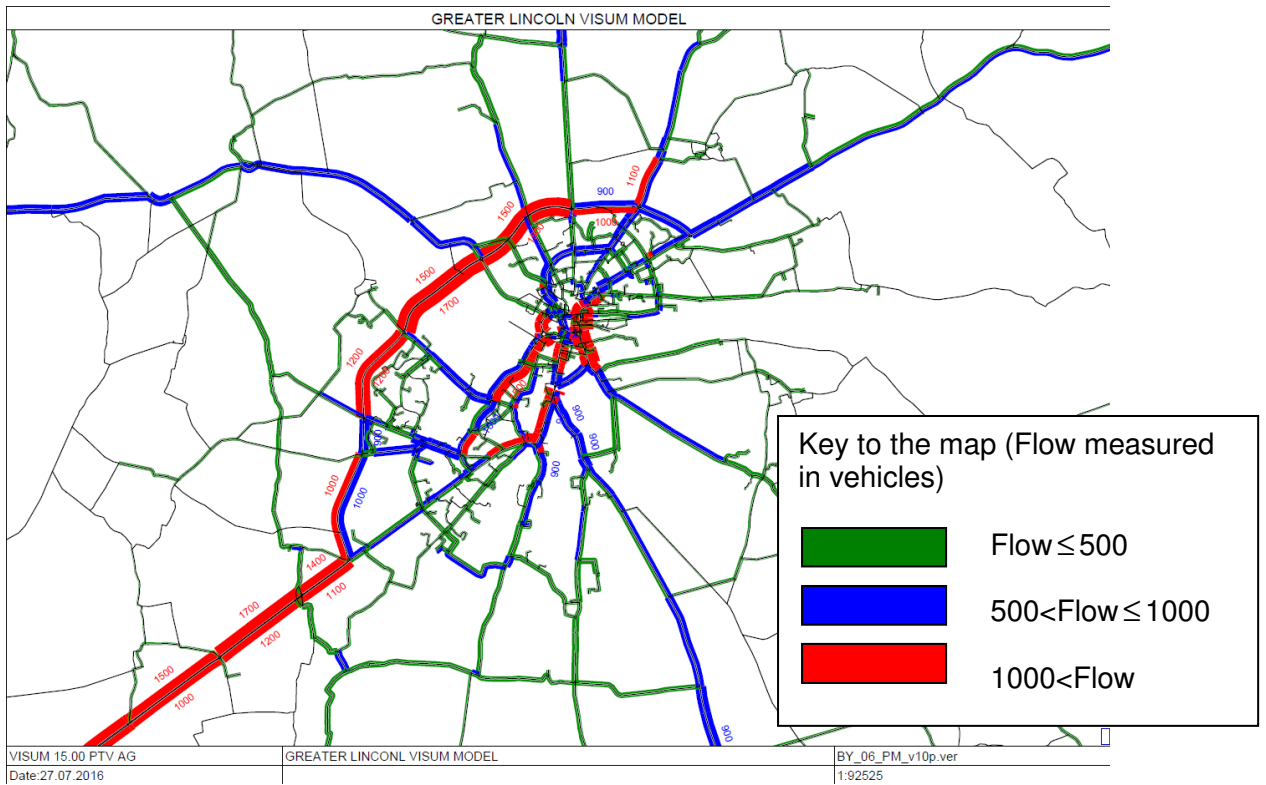 GREATER LINCOLN VISUM MODEL
1100
900
1500
1000
1500
1700
1200
1200
900
900
900
900
1000
1000
1400
1100
1700
1200
1500
1000
900
Key to the map (Flow measured
in vehicles)
Flow≤500
500<Flow≤1000
1000<Flow
VISUM 15.00 PTV AG
GREATER LINCONL VISUM MODEL
BY_06_PM_v10p.ver
Date:27.07.2016
1:92525